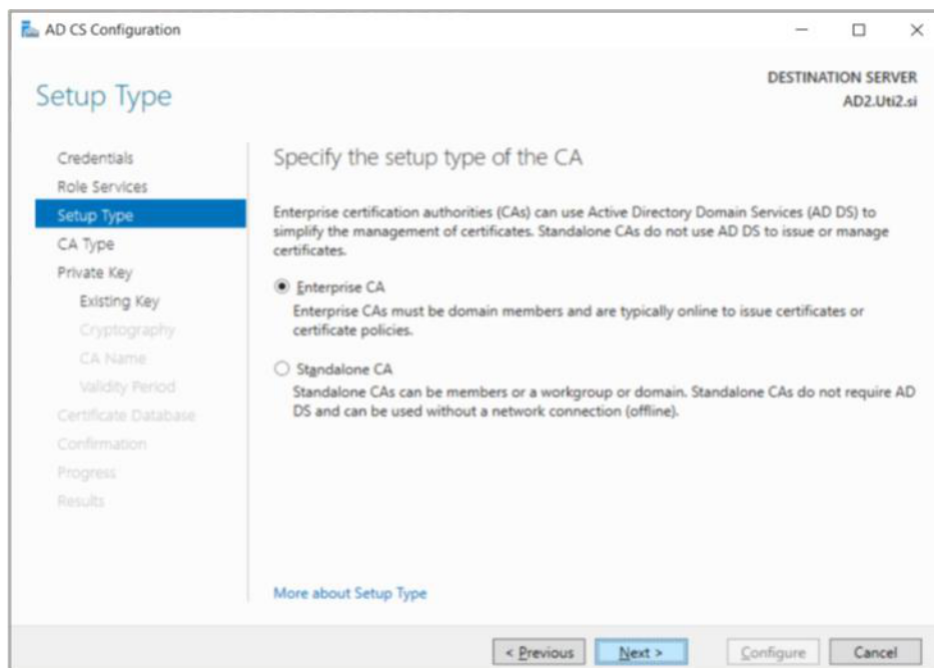 AD CS Configuration
DESTINATION SERVER
AD2.Uti2.si
Setup Type
Credentials
Role Services
Setup Type
CA Type
Private Key
Existing Key
Cryptography
CA Name
Validity Period
Certificate Database
Confirmation
Progress
Results
Specify the setup type of the CA
Enterprise certification authorities (CAs) can use Active Directory Domain Services (AD DS) to
simplify the management of certificates. Standalone CAs do not use AD DS to issue or manage
certificates.
Enterprise CA
Enterprise CAs must be domain members and are typically online to issue certificates or
certificate policies.
Standalone CA
Standalone CAs can be members or a workgroup or domain. Standalone CAs do not require AD
DS and can be used without a network connection (offline).
More about Setup Type
< Previous
Next >
Configure
Cancel